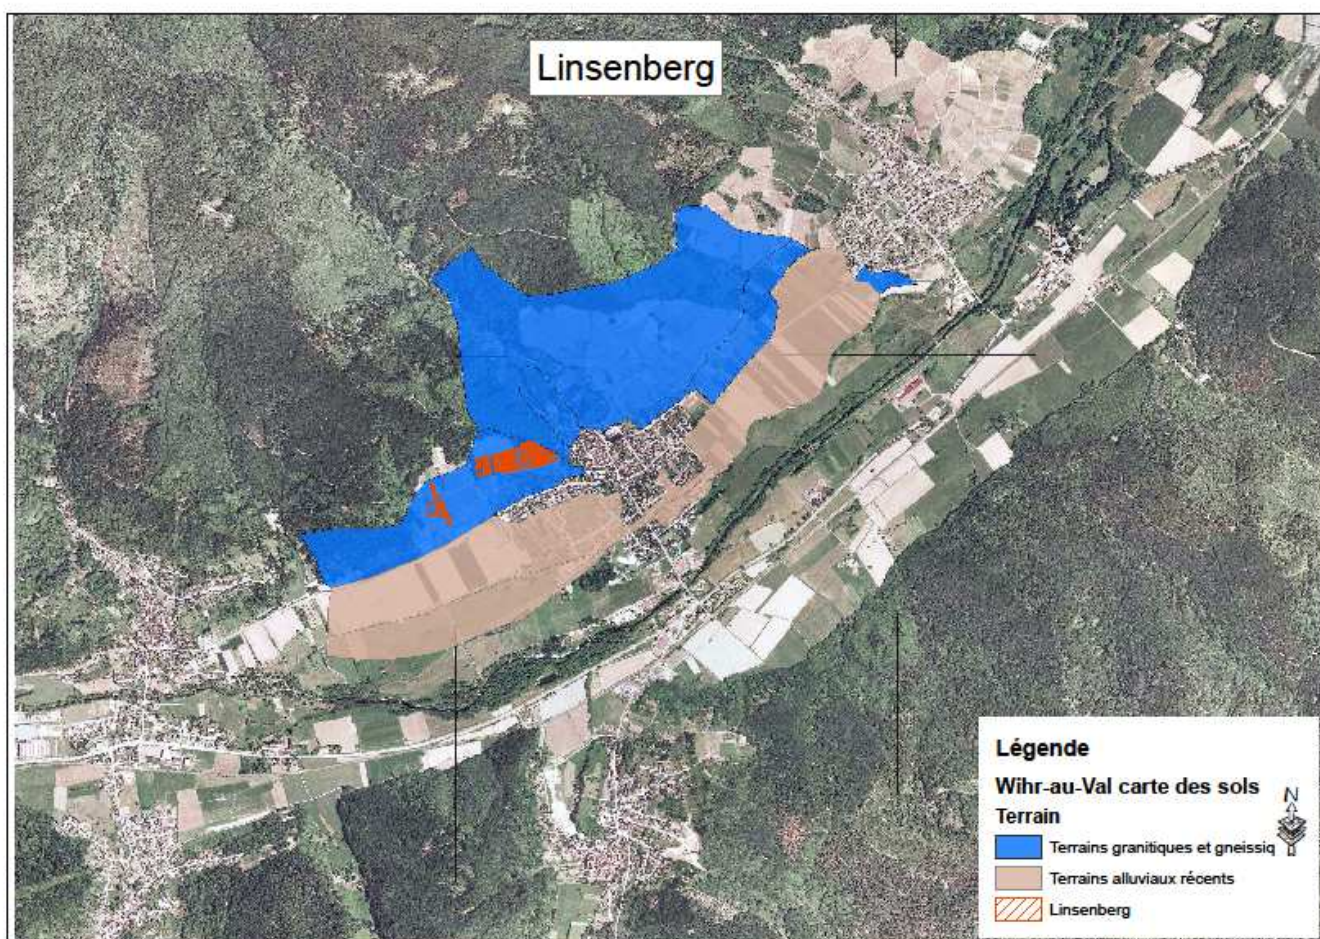 Linsenberg
Légende
Wihr-au-Val carte des sols
N
Terrain
Terrains granitiques et gneissiq
Terrains alluviaux récents
Linsenberg